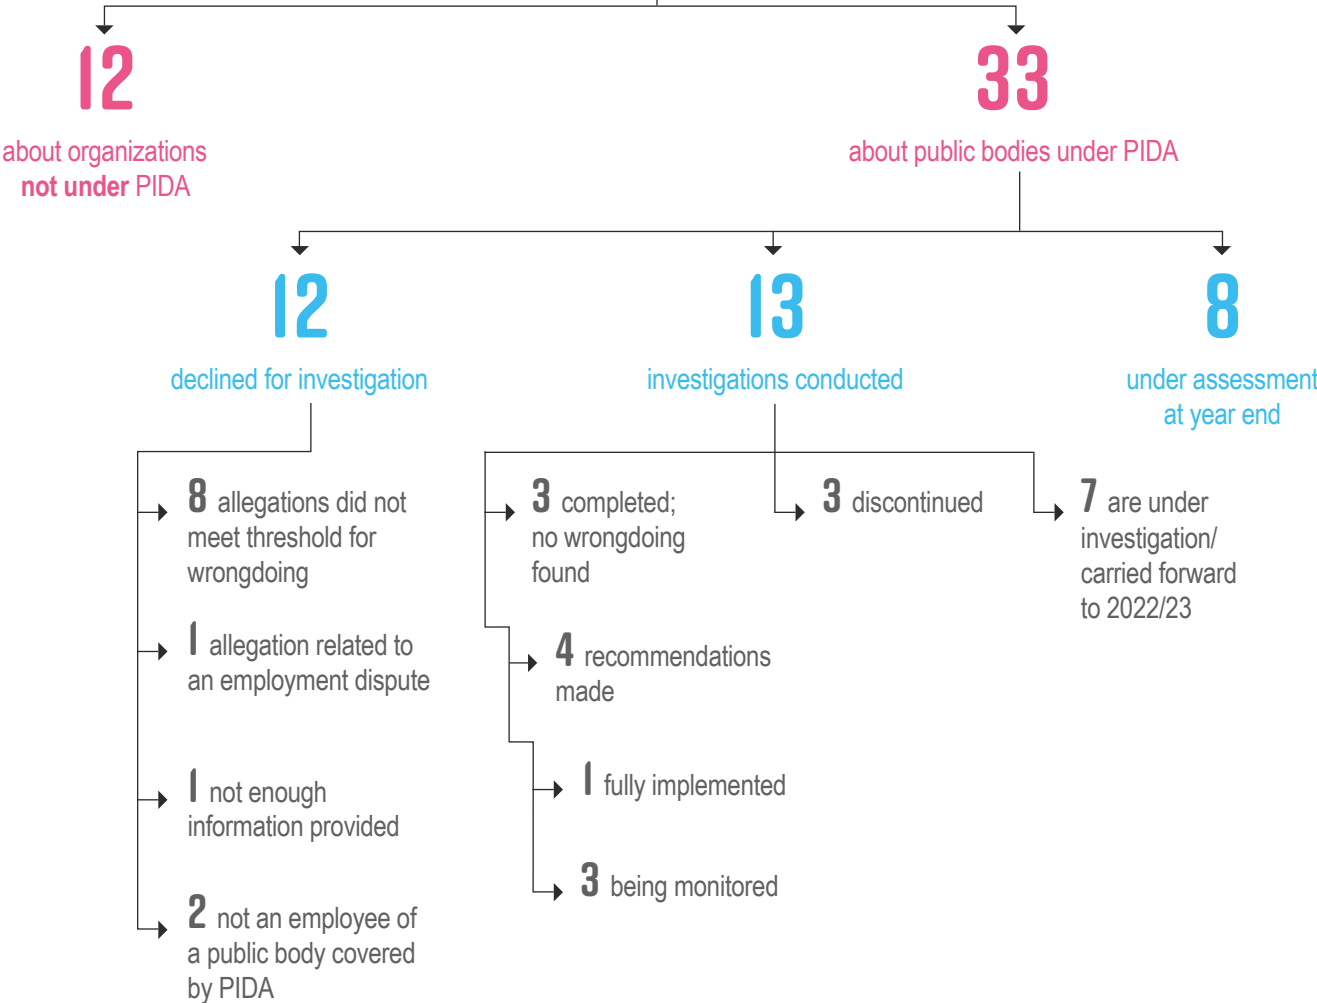 12
about organizations
not under PIDA
33
about public bodies under PIDA
12
declined for investigation
8 allegations did not
meet threshold for
wrongdoing
1 allegation related to
an employment dispute
1 not enough
information provided
2 not an employee of
a public body covered
by PIDA
13
investigations conducted
3 completed;
no wrongdoing
found
4 recommendations
made
1 fully implemented
3 being monitored
3 discontinued
7 are under
investigation/
carried forward
to 2022/23
8
under assessment
at year end